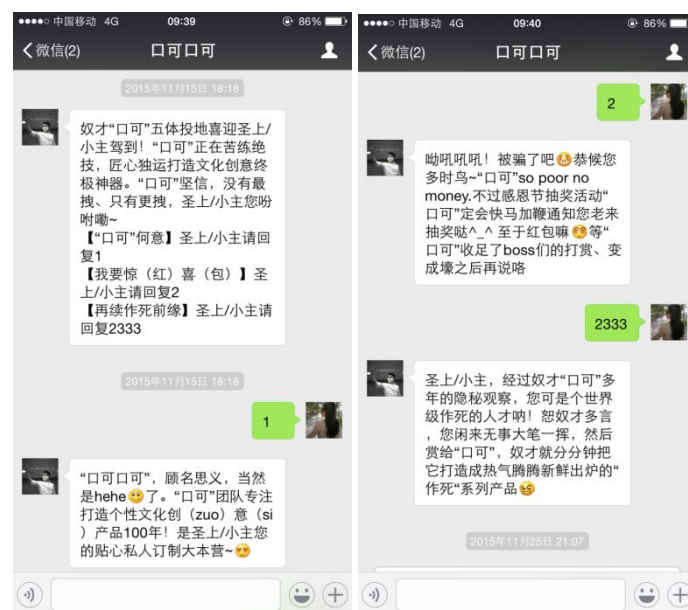 中国移动 4G 09:39 86%
微信(2) 口可口可
2015年11月15日 18:18
奴才“口可”五体投地喜迎圣上/
小主驾到！“口可”正在苦练绝
技，匠心独运打造文化创意终
极神器。“口可”坚信，没有最
拽、只有更拽，圣上/小主您吩
咐嘞~
【“口可”何意】圣上/小主请回
复1
【我要惊（红）喜（包）】圣
上/小主请回复2
【再续作死前缘】圣上/小主请
回复2333
2015年11月15日 18:18
1
“口可口可”，顾名思义，当然
是hehe了。“口可”团队专注
打造个性文化创（zuo）意（si
）产品100年！是圣上/小主您
的贴心私人订制大本营~
中国移动 4G 09:40 86%
微信(2) 口可口可
2
呦吼吼吼！被骗了吧恭候您
多时鸟~“口可”so poor no
money.不过感恩节抽奖活动“
口可”定会快马加鞭通知您老来
抽奖哒^_^ 至于红包嘛等“
口可”收足了boss们的打赏、变
成壕之后再说咯
2333
圣上/小主，经过奴才“口可”多
年的隐秘观察，您可是个世界
级作死的人才呐！恕奴才多言
，您闲来无事大笔一挥，然后
赏给“口可”，奴才就分分钟把
它打造成热气腾腾新鲜出炉的“
作死“系列产品
2015年11月25日 21:07